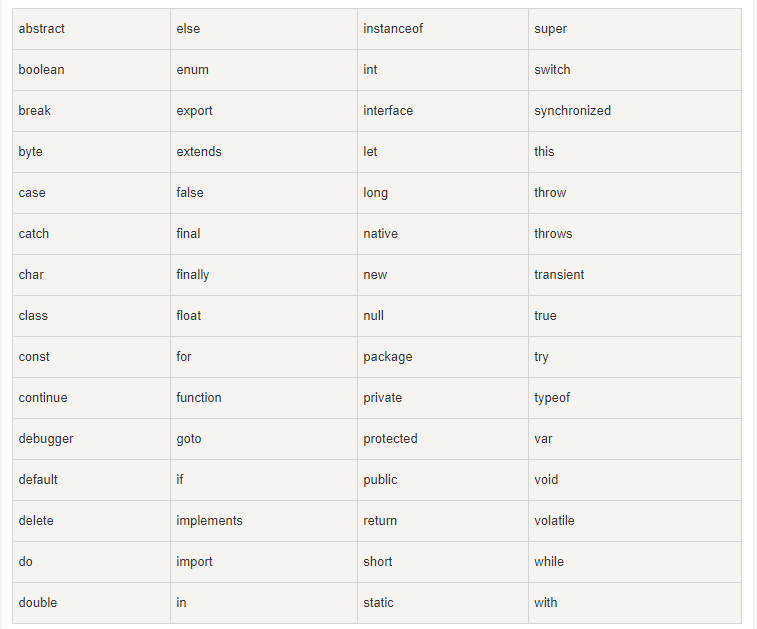 abstract else instanceof super
boolean enum int switch
break export interface synchronized
byte extends let this
case false long throw
catch final native throws
char finally new transient
class float null true
const for package try
continue function private typeof
debugger goto protected var
default if public void
delete implements return volatile
do import short while
double in static with